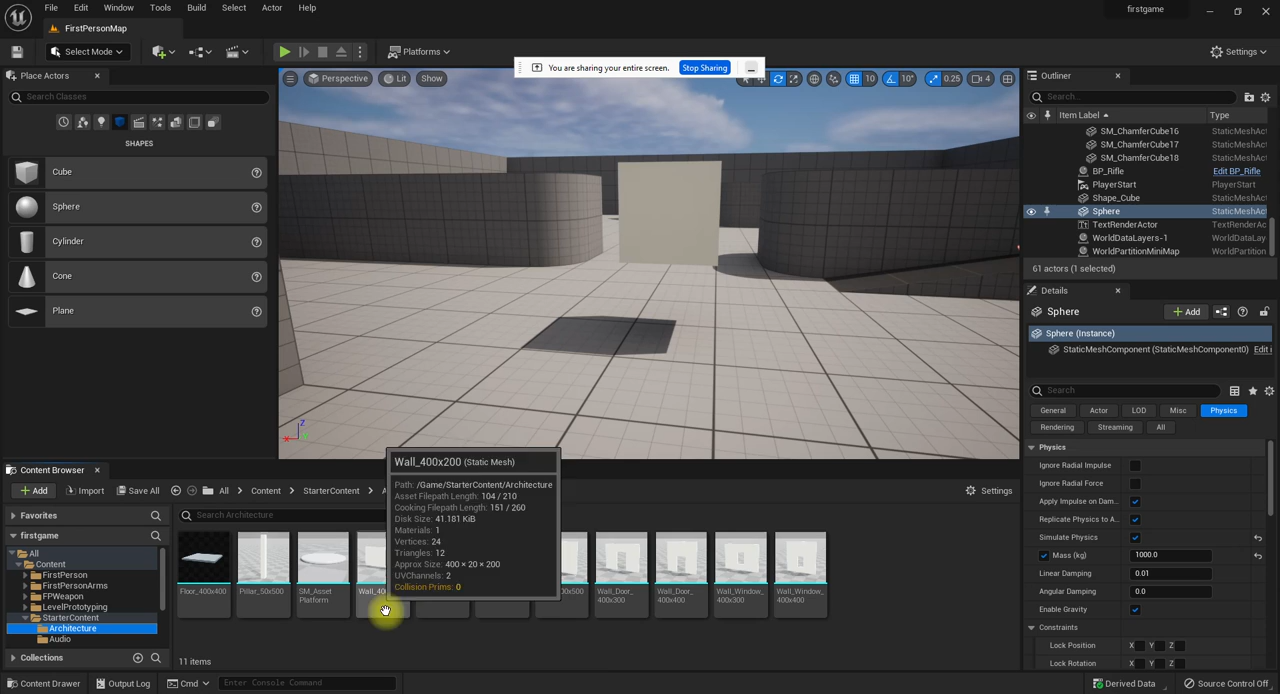 File Edit Window Tools Build Select Actor Help
firstgame
FirstPersonMap
Select Mode
Platforms
Settings
You are sharing your entire screen. Stop Sharing
Place Actors
Search Classes
SHAPES
Cube
Sphere
Cylinder
Cone
Plane
Perspective Lit Show
10 10° 0.25 4
Z
X
Outliner
Search...
Item Label Type
SM_ChamferCube16 StaticMeshAct
SM_ChamferCube17 StaticMeshAct
SM_ChamferCube18 StaticMeshAct
BP_Rifle Edit BP_Rifle
PlayerStart PlayerStart
Shape_Cube StaticMeshAct
Sphere StaticMeshAct
TextRenderActor TextRenderAc
WorldDataLayers-1 WorldDataLay
WorldPartitionMiniMap WorldPartition
61 actors (1 selected)
Details
Sphere
Add
Sphere (Instance)
StaticMeshComponent (StaticMeshComponent0) Edit i
Search
General Actor LOD Misc Physics
Rendering Streaming All
Physics
Ignore Radial Impulse
Ignore Radial Force
Apply Impulse on Dam...
Replicate Physics to A...
Simulate Physics
Mass (kg) 1000.0
Linear Damping 0.01
Angular Damping 0.0
Enable Gravity
Constraints
Lock Position X Y Z
Lock Rotation X Y Z
Content Browser
Add Import Save All All Content StarterContent A
Settings
Favorites
Search Architecture
firstgame
All
Content
FirstPerson
FirstPersonArms
FPWeapon
LevelPrototyping
StarterContent
Architecture
Audio
Collections
Floor_400x400
Pillar_50x500
SM_Asset
Platform
Wall_40
x500
Wall_Door_
400x300
Wall_Door_
400x400
Wall_Window_
400x300
Wall_Window_
400x400
11 items
Wall_400x200 (Static Mesh)
Path: /Game/StarterContent/Architecture
Asset Filepath Length: 104 / 210
Cooking Filepath Length: 151 / 260
Disk Size: 41.181 KiB
Materials: 1
Vertices: 24
Triangles: 12
Approx Size: 400 × 20 × 200
UVChannels: 2
Collision Prims: 0
Content Drawer Output Log Cmd Enter Console Command
Derived Data Source Control Off